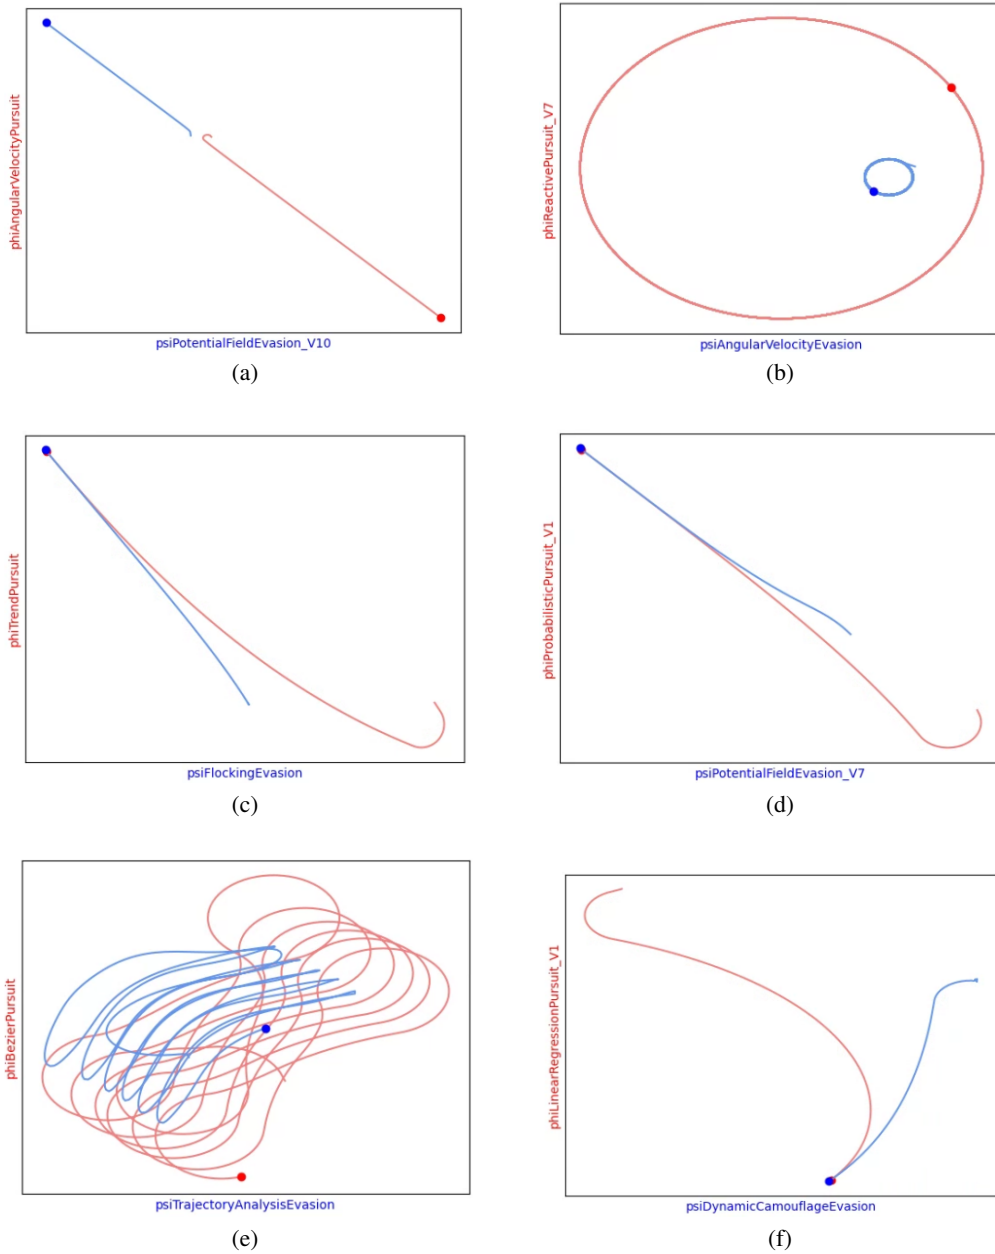 phiAngularVelocityPursuit
psiPotentialFieldEvasion_V10
(a)
phiReactivePursuit_V7
psiAngularVelocityEvasion
(b)
phiTrendPursuit
psiFlockingEvasion
(c)
phiProbabilisticPursuit_V1
psiPotentialFieldEvasion_V7
(d)
phiBezierPursuit
psiTrajectoryAnalysisEvasion
(e)
phiLinearRegressionPursuit_V1
psiDynamicCamouflageEvasion
(f)